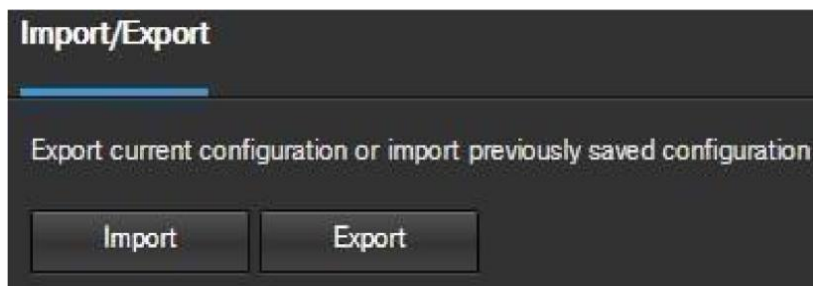 Import/Export
Export current configuration or import previously saved configuration
Import Export